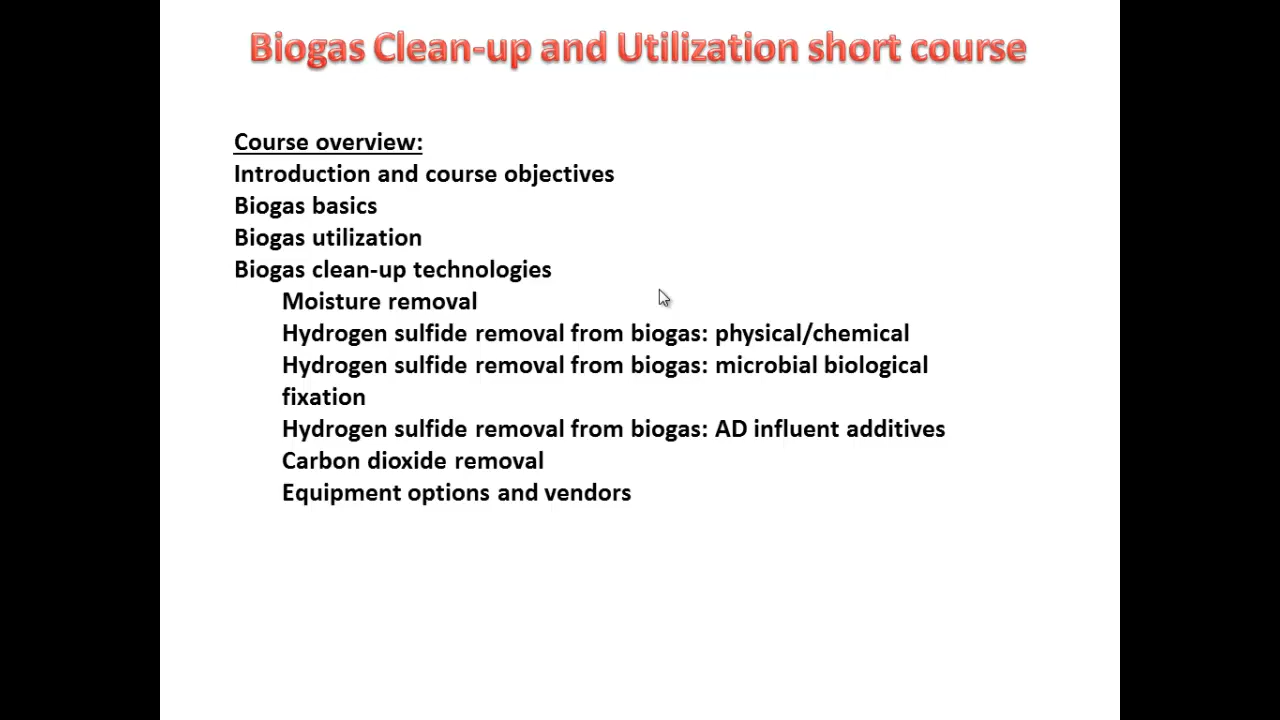 Biogas Clean-up and Utilization short course
Course overview:
Introduction and course objectives
Biogas basics
Biogas utilization
Biogas clean-up technologies
Moisture removal
Hydrogen sulfide removal from biogas: physical/chemical
Hydrogen sulfide removal from biogas: microbial biological
fixation
Hydrogen sulfide removal from biogas: AD influent additives
Carbon dioxide removal
Equipment options and vendors